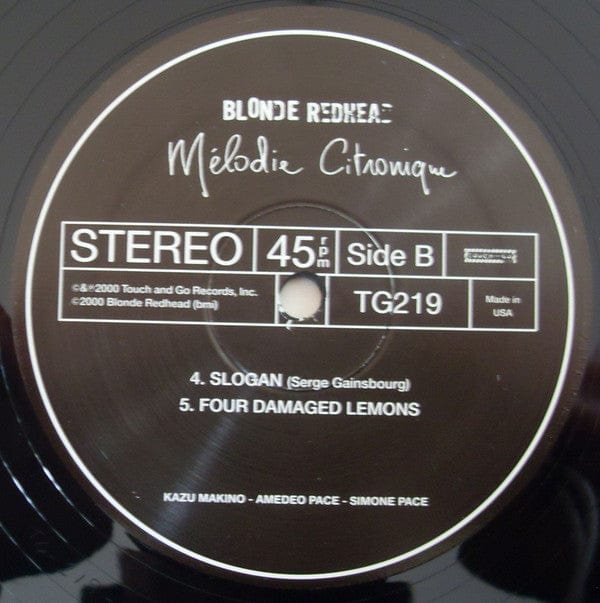 BLONDE REDHEAD
Mélodie Citronique
STEREO 45 rpm Side B
©&℗2000 Touch and Go Records, Inc.
©2000 Blonde Redhead (bmi)
TG219
Made in
USA
4. SLOGAN (Serge Gainsbourg)
5. FOUR DAMAGED LEMONS
KAZU MAKINO - AMEDEO PACE - SIMONE PACE